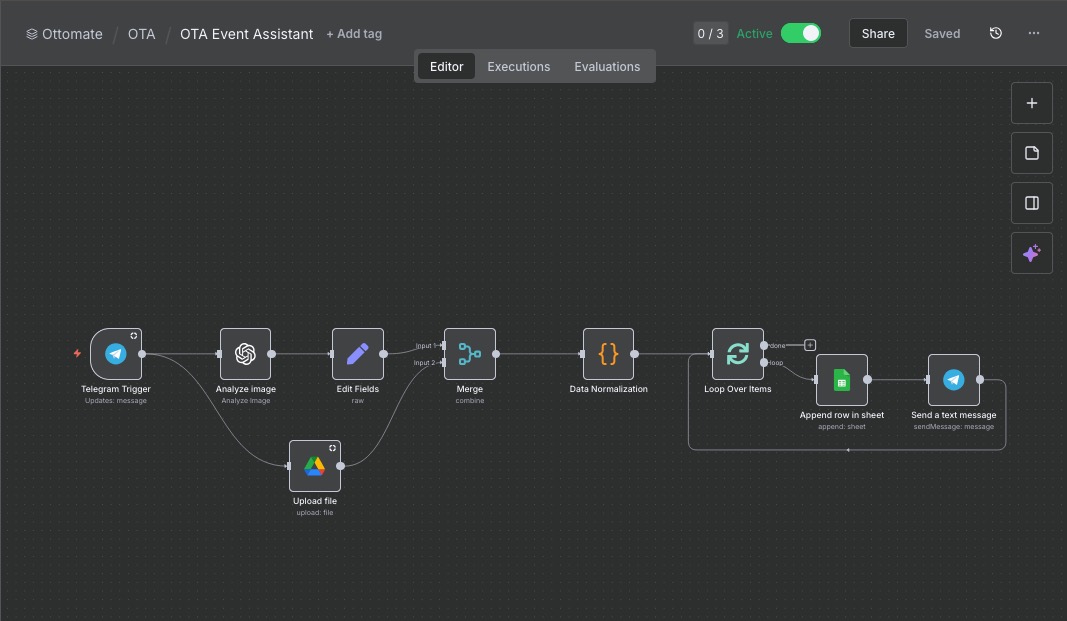 Ottomate / OTA / OTA Event Assistant + Add tag 0 / 3 Active Share Saved
Editor Executions Evaluations
Telegram Trigger
Updates: message
Analyze image
Analyze Image
Edit Fields
raw
Input 1
Input 2
Merge
combine
Data Normalization
done
loop
Loop Over Items
Append row in sheet
append: sheet
Send a text message
sendMessage: message
Upload file
upload: file